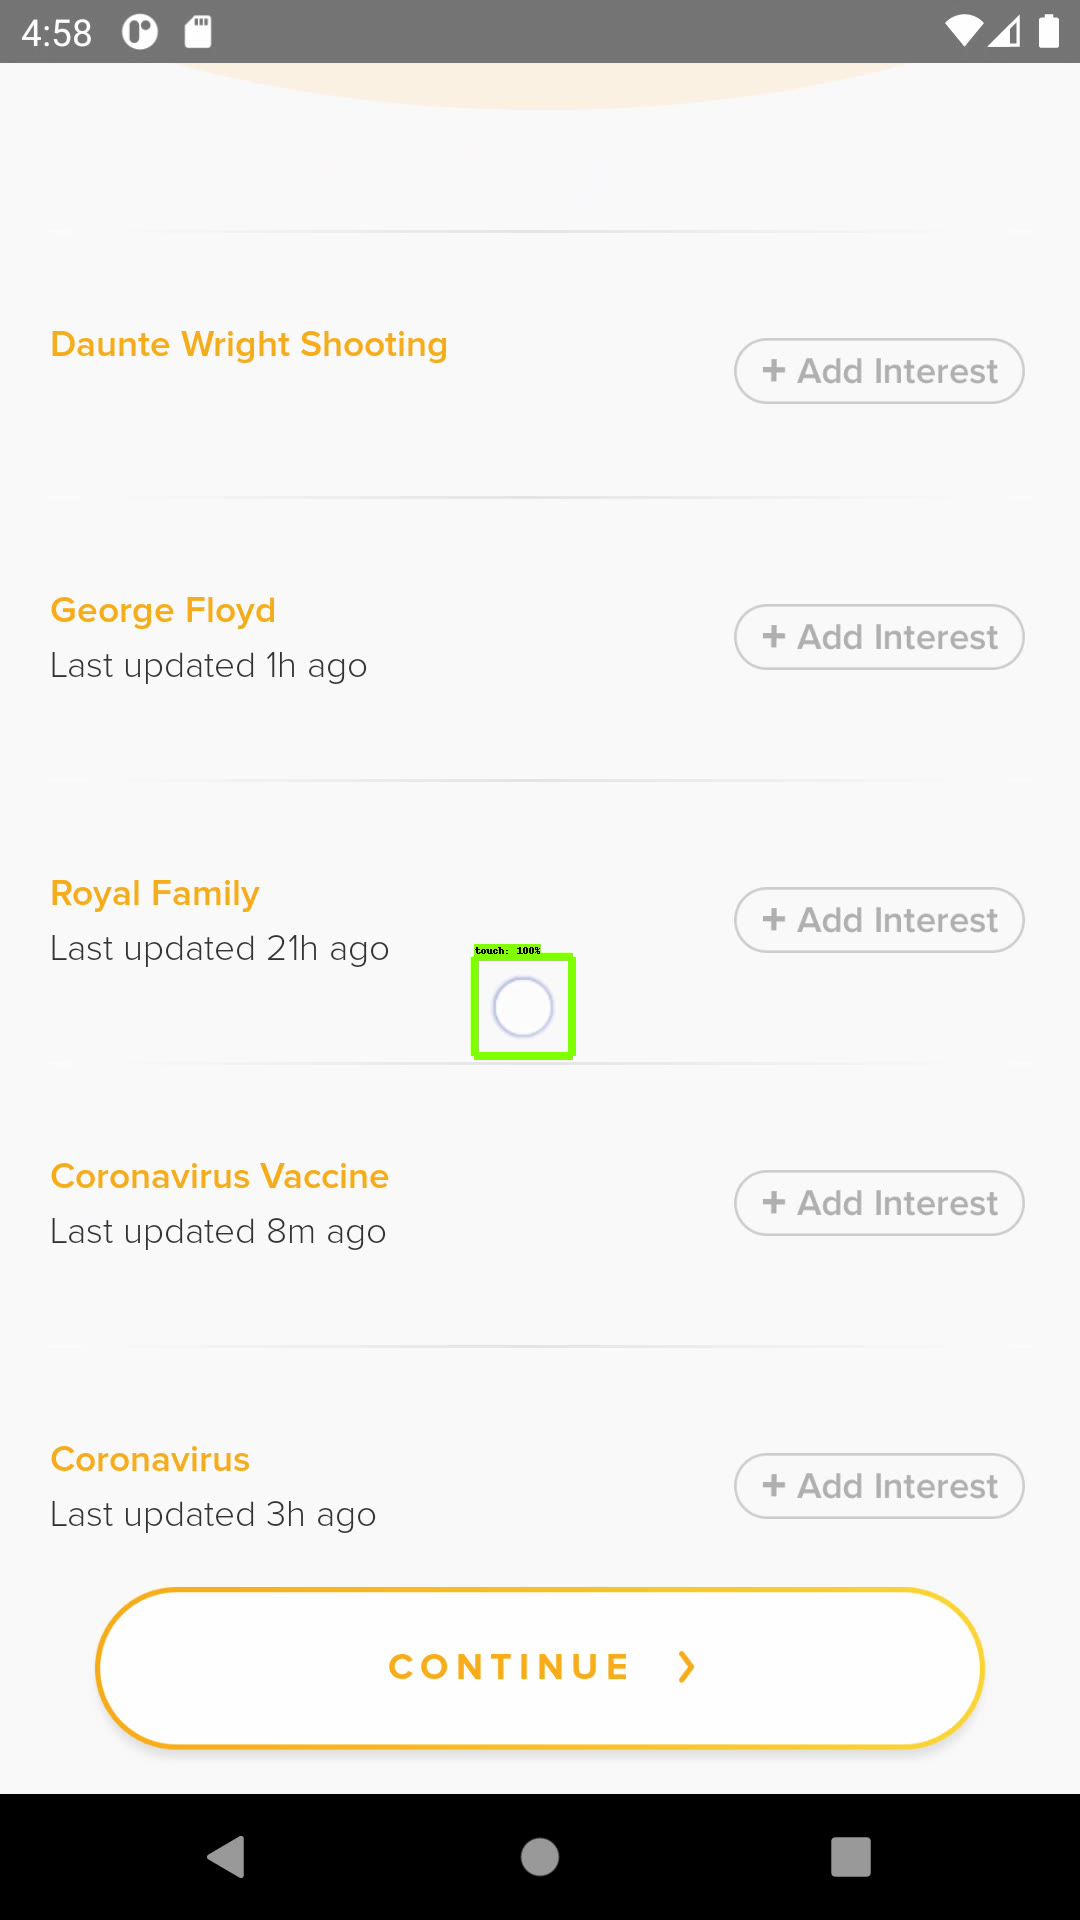 4:58
Daunte Wright Shooting
+ Add Interest
George Floyd
Last updated 1h ago
+ Add Interest
Royal Family
Last updated 21h ago
+ Add Interest
touch: 100%
Coronavirus Vaccine
Last updated 8m ago
+ Add Interest
Coronavirus
Last updated 3h ago
+ Add Interest
CONTINUE